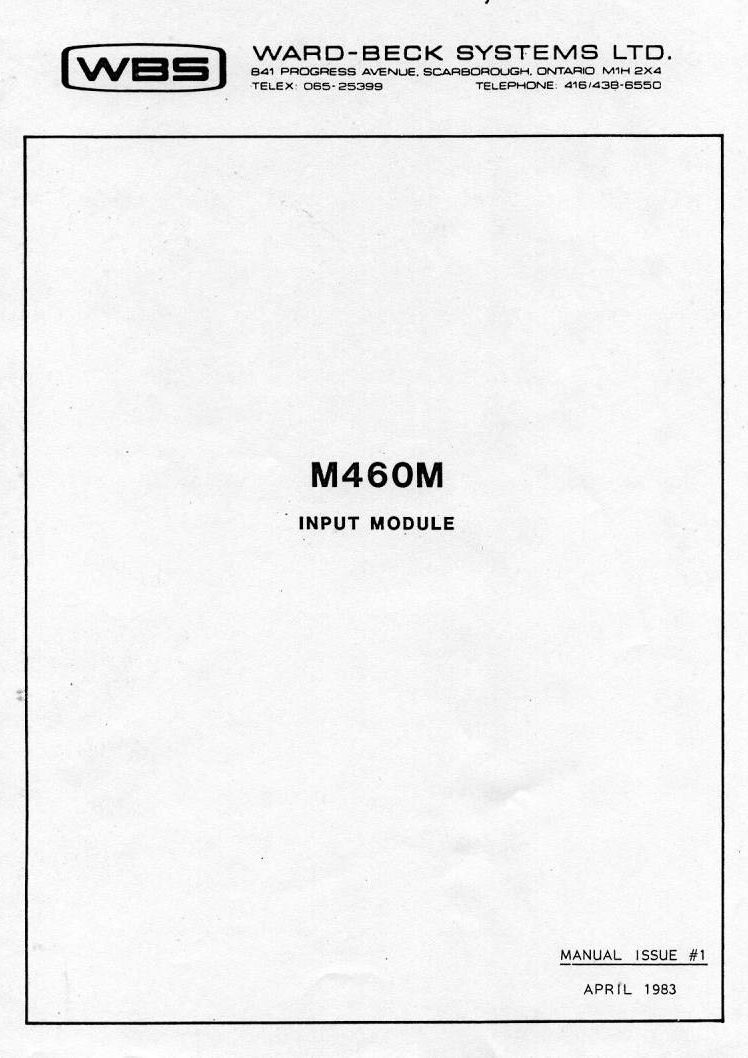 WBS
WARD-BECK SYSTEMS LTD.
841 PROGRESS AVENUE, SCARBOROUGH, ONTARIO M1H 2X4
TELEX: 065-25399 TELEPHONE: 416/438-6550
M460M
INPUT MODULE
MANUAL ISSUE #1
APRIL 1983